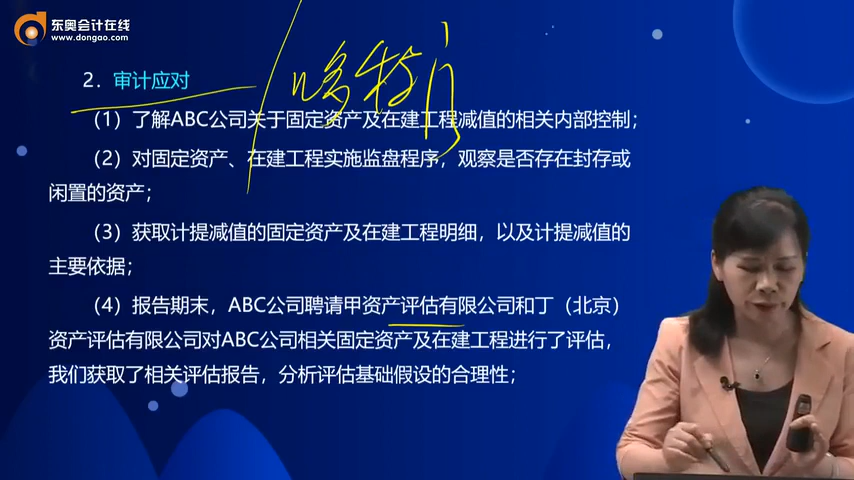 东奥会计在线
www.dongao.com
2．审计应对
（1）了解ABC公司关于固定资产及在建工程减值的相关内部控制；
（2）对固定资产、在建工程实施监盘程序，观察是否存在封存或
闲置的资产；
（3）获取计提减值的固定资产及在建工程明细，以及计提减值的
主要依据；
（4）报告期末，ABC公司聘请甲资产评估有限公司和丁（北京）
资产评估有限公司对ABC公司相关固定资产及在建工程进行了评估，
我们获取了相关评估报告，分析评估基础假设的合理性；